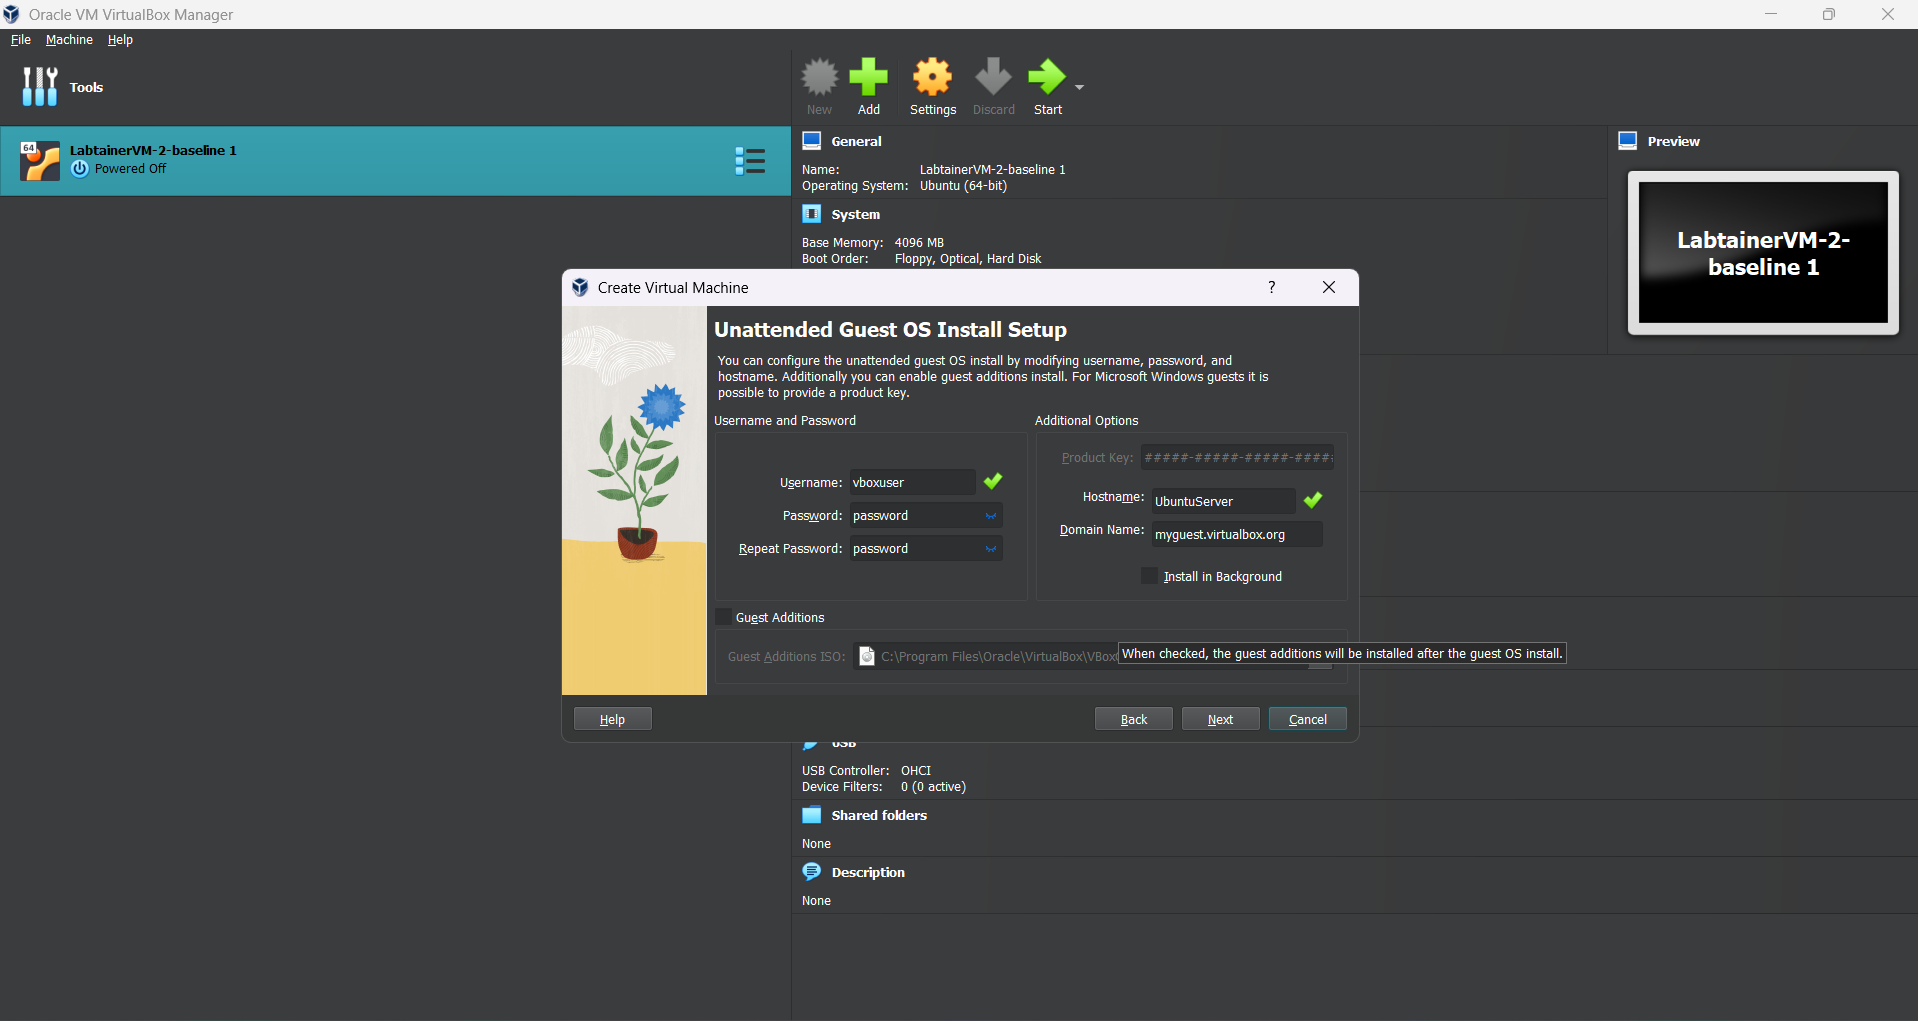 Oracle VM VirtualBox Manager
File Machine Help
Tools
New Add Settings Discard Start
64 LabtainerVM-2-baseline 1
Powered Off
General
Name: LabtainerVM-2-baseline 1
Operating System: Ubuntu (64-bit)
System
Base Memory: 4096 MB
Boot Order: Floppy, Optical, Hard Disk
Preview
LabtainerVM-2-
baseline 1
Create Virtual Machine ?
Unattended Guest OS Install Setup
You can configure the unattended guest OS install by modifying username, password, and
hostname. Additionally you can enable guest additions install. For Microsoft Windows guests it is
possible to provide a product key.
Username and Password
Username: vboxuser
Password: password
Repeat Password: password
Additional Options
Product Key: #####-#####-#####-####
Hostname: UbuntuServer
Domain Name: myguest.virtualbox.org
Install in Background
Guest Additions
Guest Additions ISO: C:\Program Files\Oracle\VirtualBox\VBox
When checked, the guest additions will be installed after the guest OS install.
Help Back Next Cancel
USB
USB Controller: OHCI
Device Filters: 0 (0 active)
Shared folders
None
Description
None